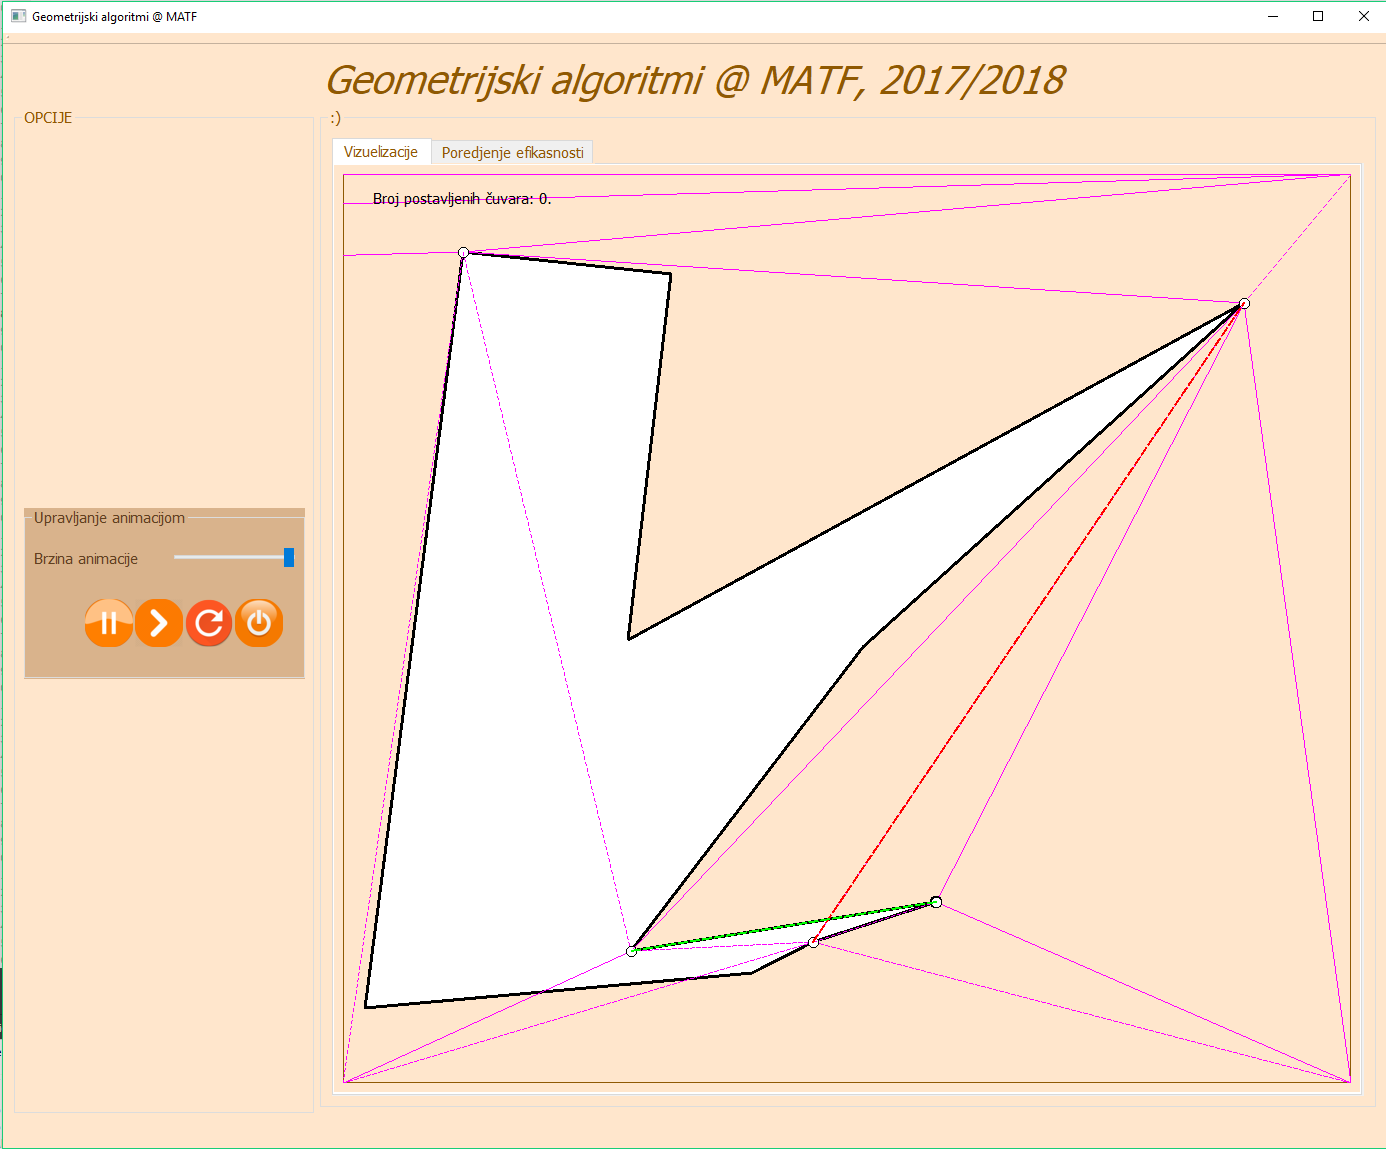 Geometrijski algoritmi @ MATF
Geometrijski algoritmi @ MATF, 2017/2018
OPCIJE
:)
Vizuelizacije
Poredjenje efikasnosti
Broj postavljenih čuvara: 0.
Upravljanje animacijom
Brzina animacije